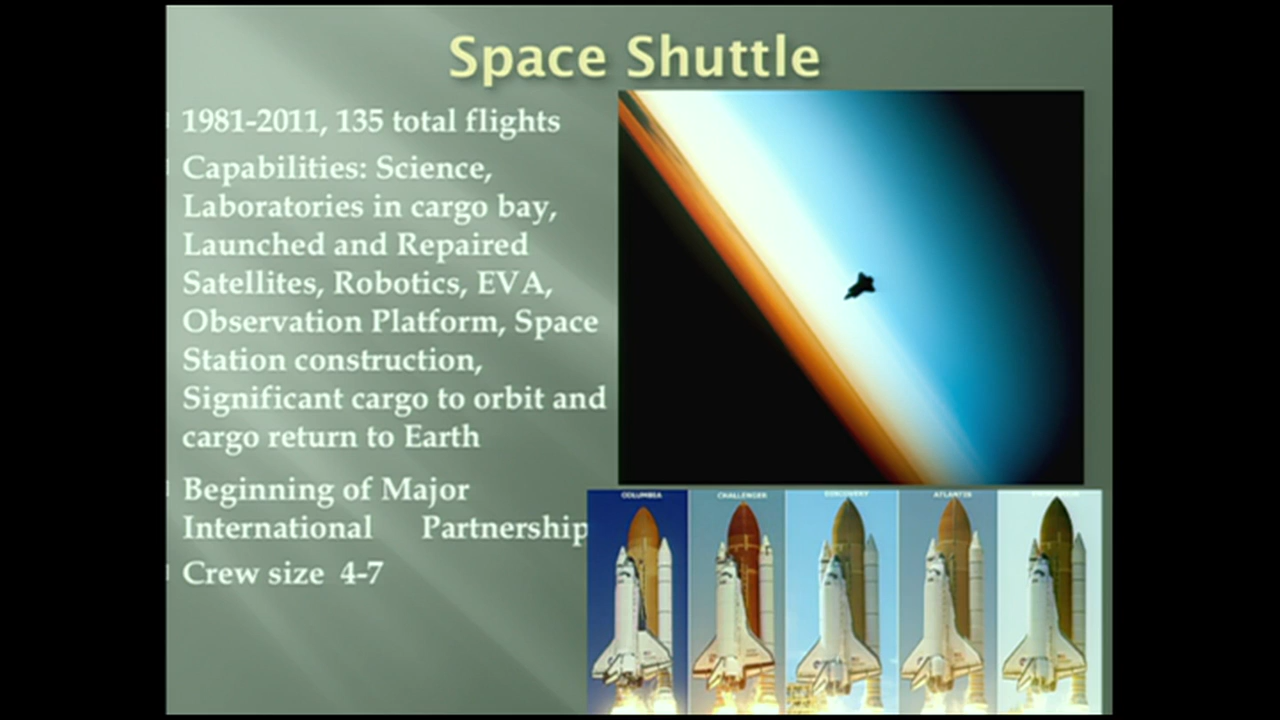 Space Shuttle
1981-2011, 135 total flights
Capabilities: Science,
Laboratories in cargo bay,
Launched and Repaired
Satellites, Robotics, EVA,
Observation Platform, Space
Station construction,
Significant cargo to orbit and
cargo return to Earth
Beginning of Major
International Partnership
Crew size 4-7
COLUMBIA
CHALLENGER
DISCOVERY
ATLANTIS